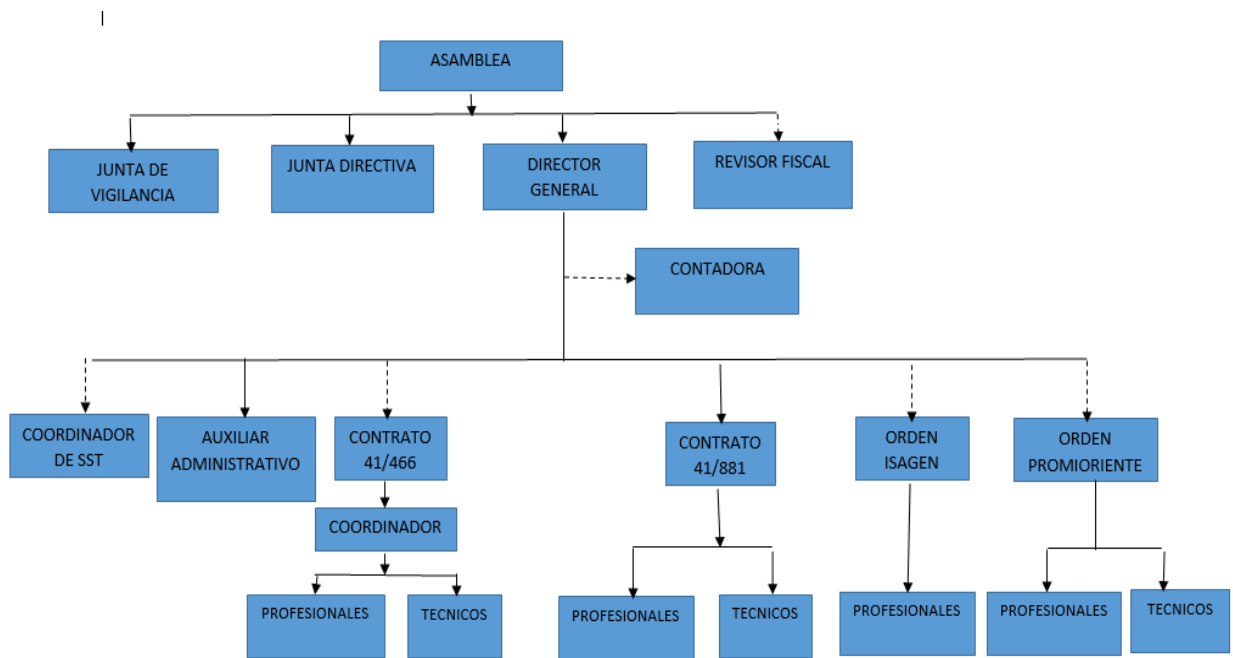 ASAMBLEA
JUNTA DE
VIGILANCIA
JUNTA DIRECTIVA
DIRECTOR
GENERAL
REVISOR FISCAL
CONTADORA
COORDINADOR
DE SST
AUXILIAR
ADMINISTRATIVO
CONTRATO
41/466
CONTRATO
41/881
ORDEN
ISAGEN
ORDEN
PROMIORIENTE
COORDINADOR
PROFESIONALES
TECNICOS
PROFESIONALES
TECNICOS
PROFESIONALES
PROFESIONALES
TECNICOS